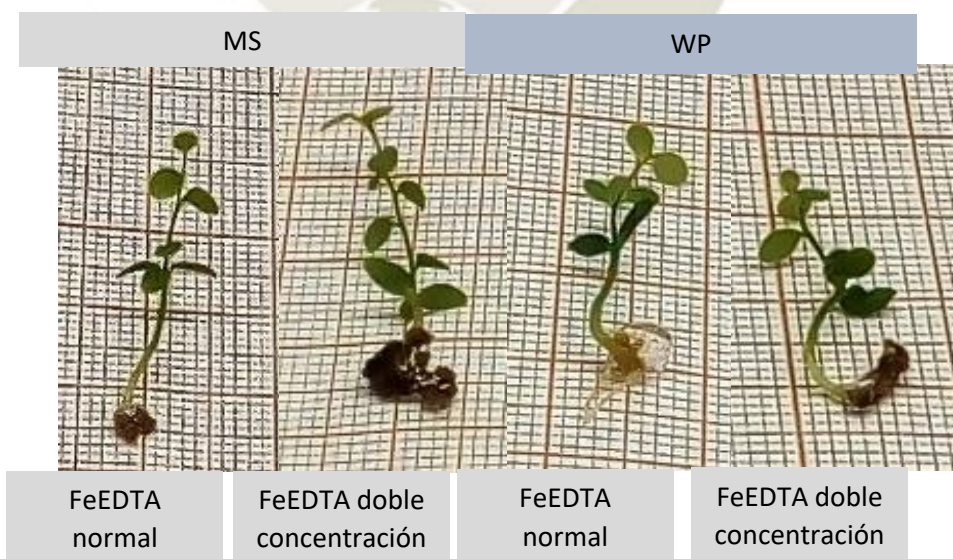 MS
WP
FeEDTA
normal
FeEDTA doble
concentración
FeEDTA
normal
FeEDTA doble
concentración